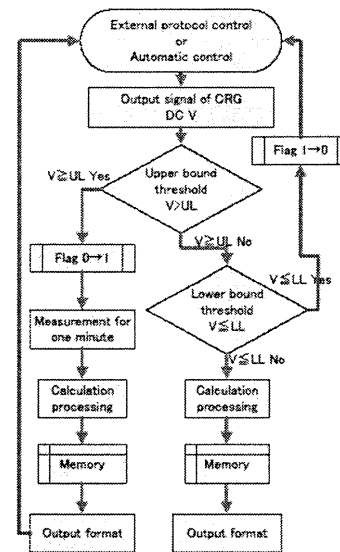 External protocol control
or
Automatic control
Output signal of CRG
DC V
Flag 1→0
Upper bound
threshold
V>UL
V≧UL Yes
V≧UL No
Flag 0→1
V≦LL Yes
Lower bound
threshold
V≦LL
Measurement for
one minute
V≦LL No
Calculation
processing
Calculation
processing
Memory
Memory
Output format
Output format